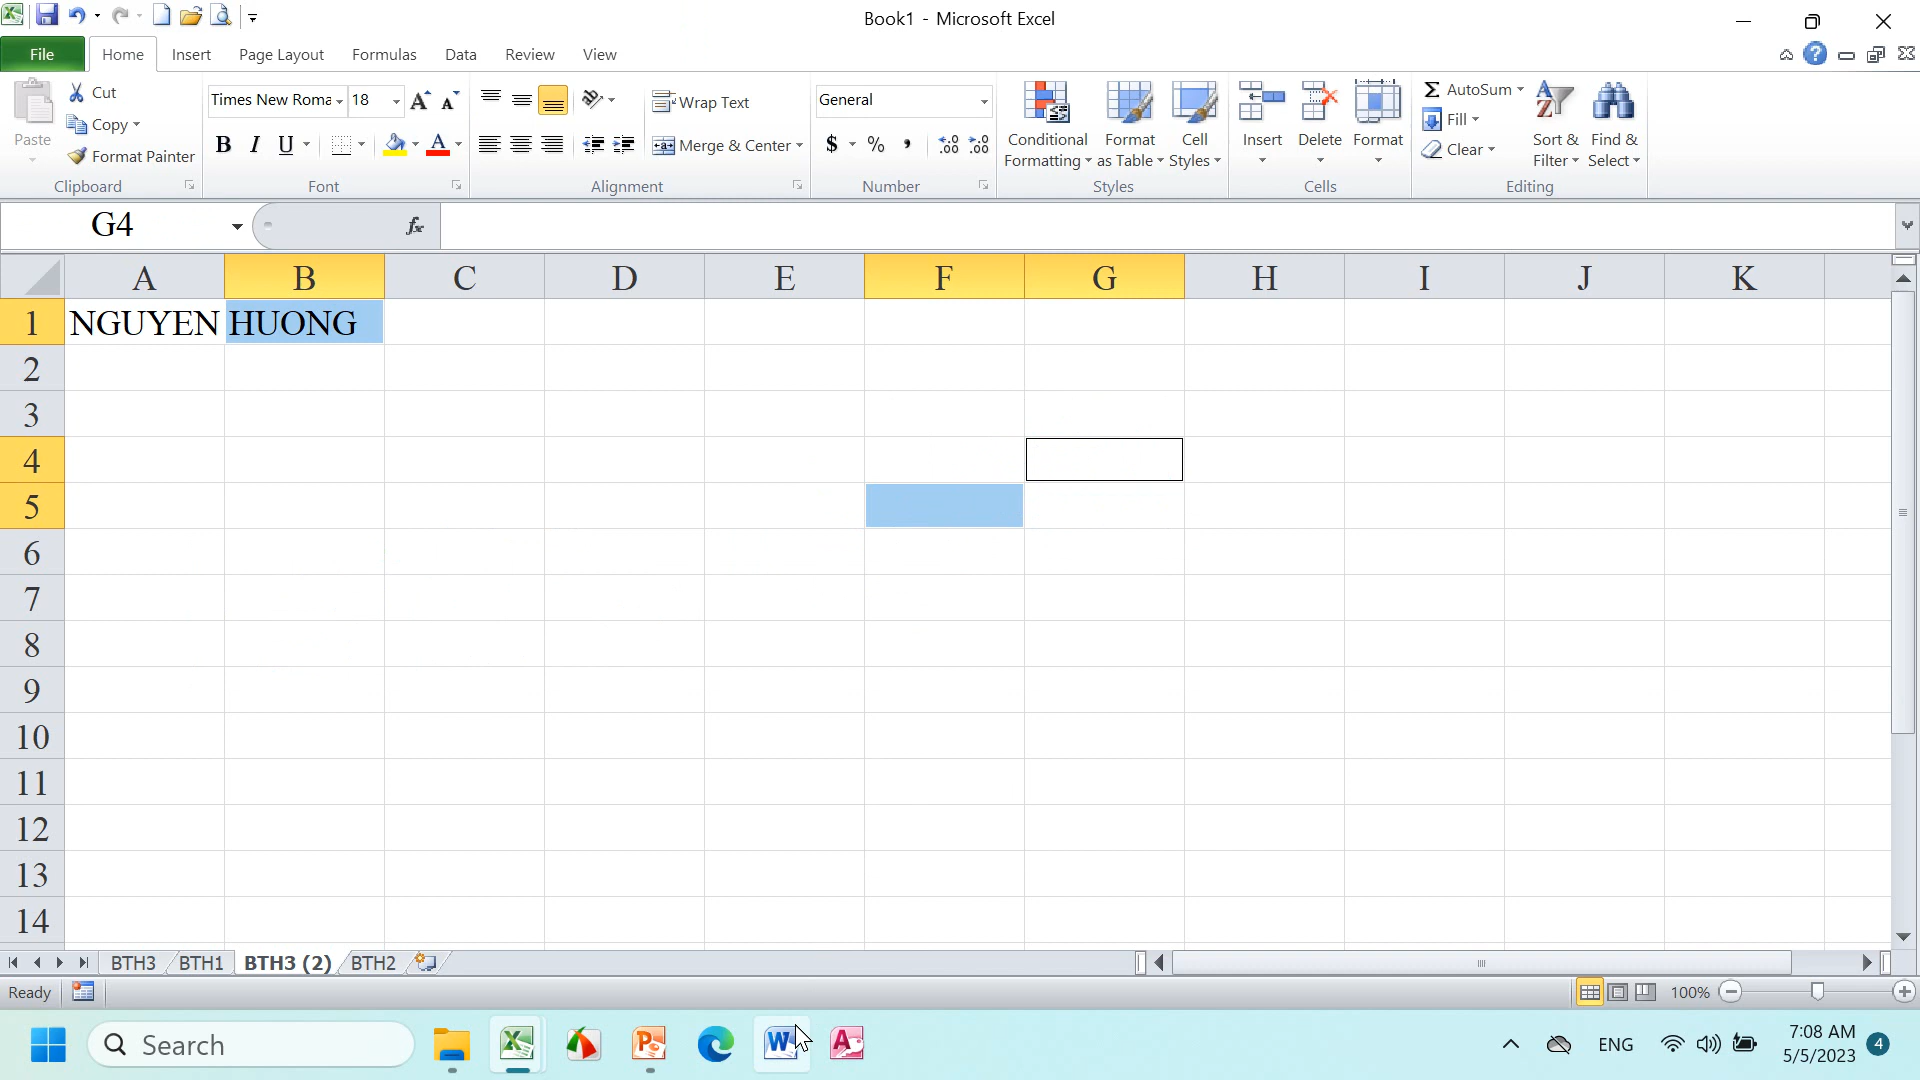 Book1 - Microsoft Excel
File Home Insert Page Layout Formulas Data Review View
Paste
Cut
Copy
Format Painter
Clipboard
Times New Roma 18
B I U
Font
Wrap Text
Merge & Center
Alignment
General
$ % ,
Number
Conditional Formatting
Format as Table
Cell Styles
Styles
Insert Delete Format
Cells
Σ AutoSum
Fill
Clear
Sort & Filter
Find & Select
Editing
G4 fx
A B C D E F G H I J K
1 NGUYEN HUONG
2
3
4
5
6
7
8
9
10
11
12
13
14
BTH3 BTH1 BTH3 (2) BTH2
Ready 100%
Search ENG 7:08 AM 4
5/5/2023